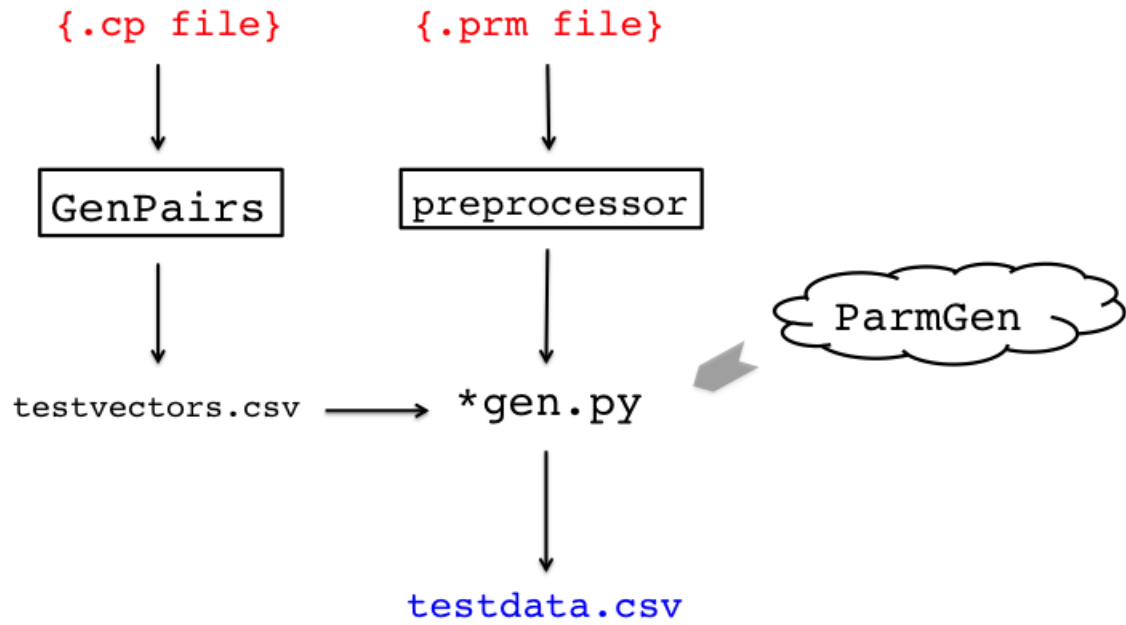 {.cp file}
{.prm file}
GenPairs
preprocessor
ParmGen
testvectors.csv
*gen.py
testdata.csv